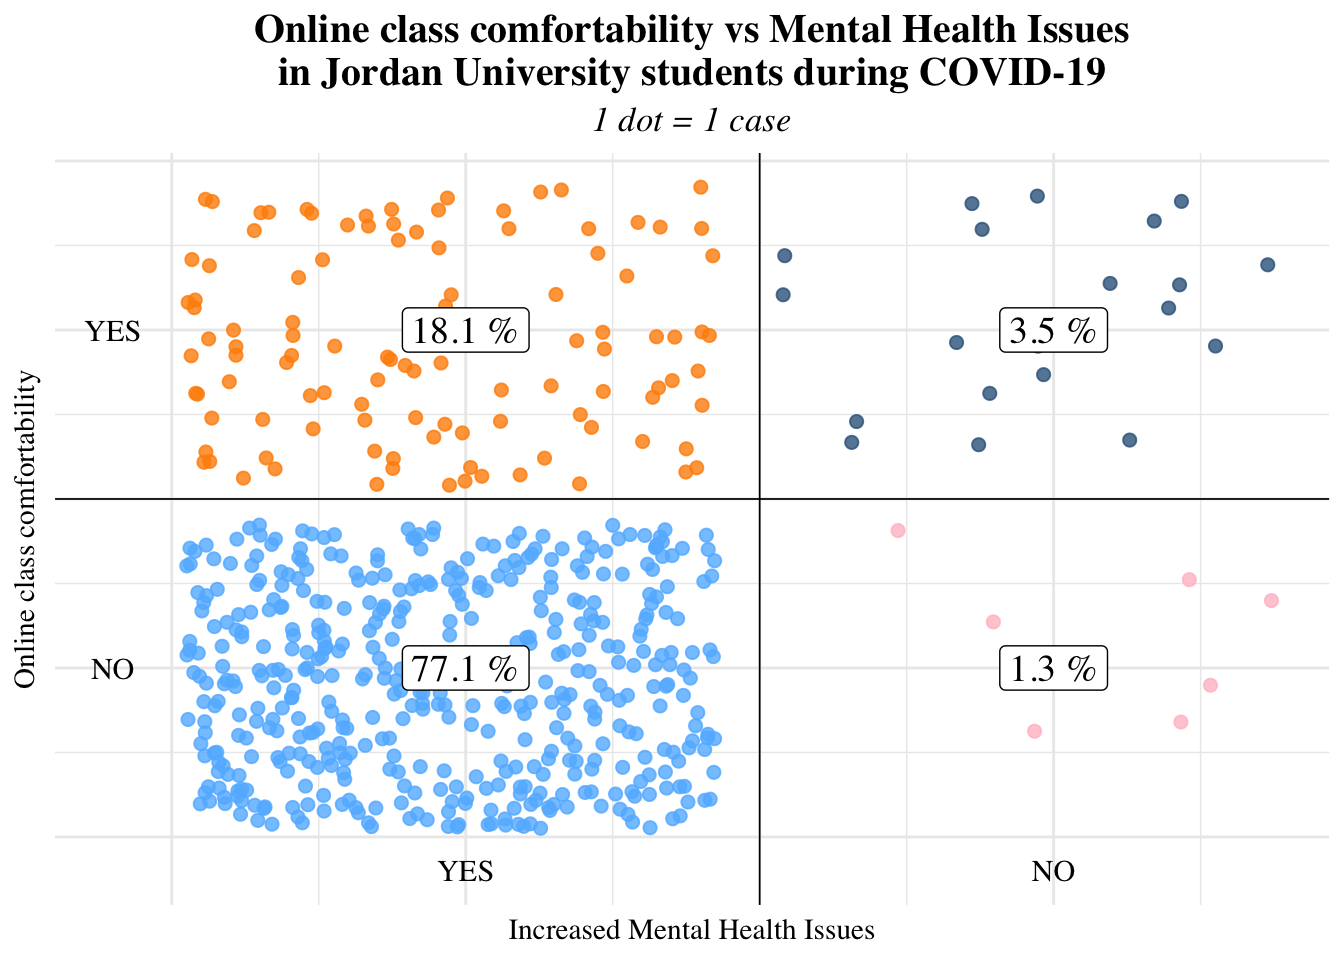 Online class comfortability vs Mental Health Issues
in Jordan University students during COVID-19
1 dot = 1 case
YES
18.1 %
3.5 %
Online class comfortability
NO
77.1 %
1.3 %
YES
NO
Increased Mental Health Issues